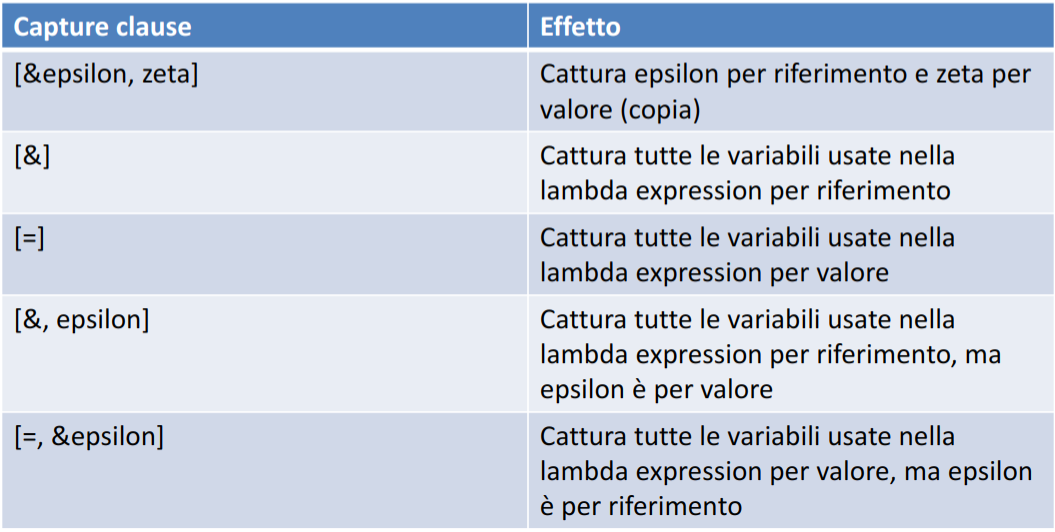 Capture clause Effetto
[&epsilon, zeta] Cattura epsilon per riferimento e zeta per
valore (copia)
[&] Cattura tutte le variabili usate nella
lambda expression per riferimento
[=] Cattura tutte le variabili usate nella
lambda expression per valore
[&, epsilon] Cattura tutte le variabili usate nella
lambda expression per riferimento, ma
epsilon è per valore
[=, &epsilon] Cattura tutte le variabili usate nella
lambda expression per valore, ma epsilon
è per riferimento